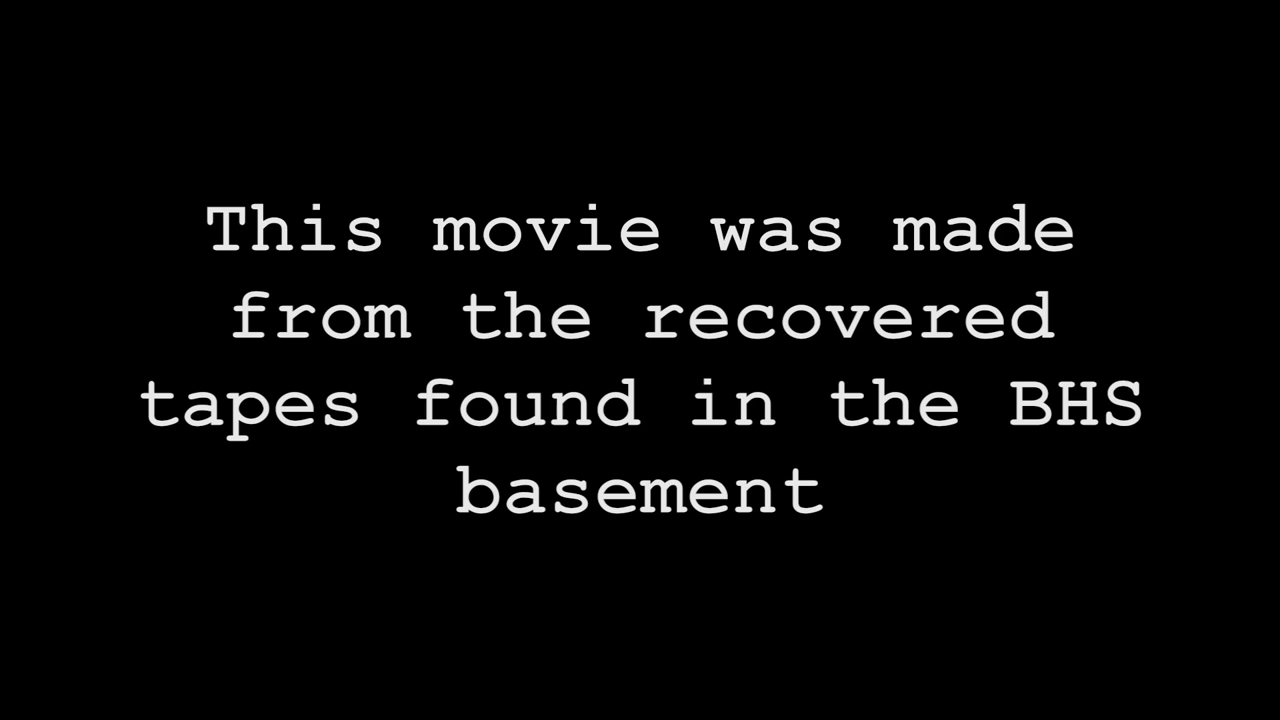 This movie was made
from the recovered
tapes found in the BHS
basement